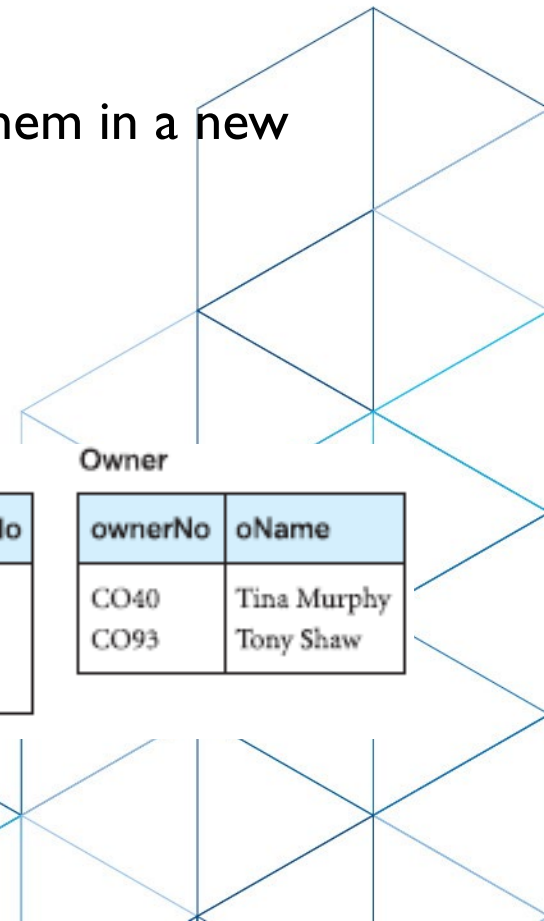 hem in a new
Owner
lo ownerNo oName
CO40 Tina Murphy
CO93 Tony Shaw